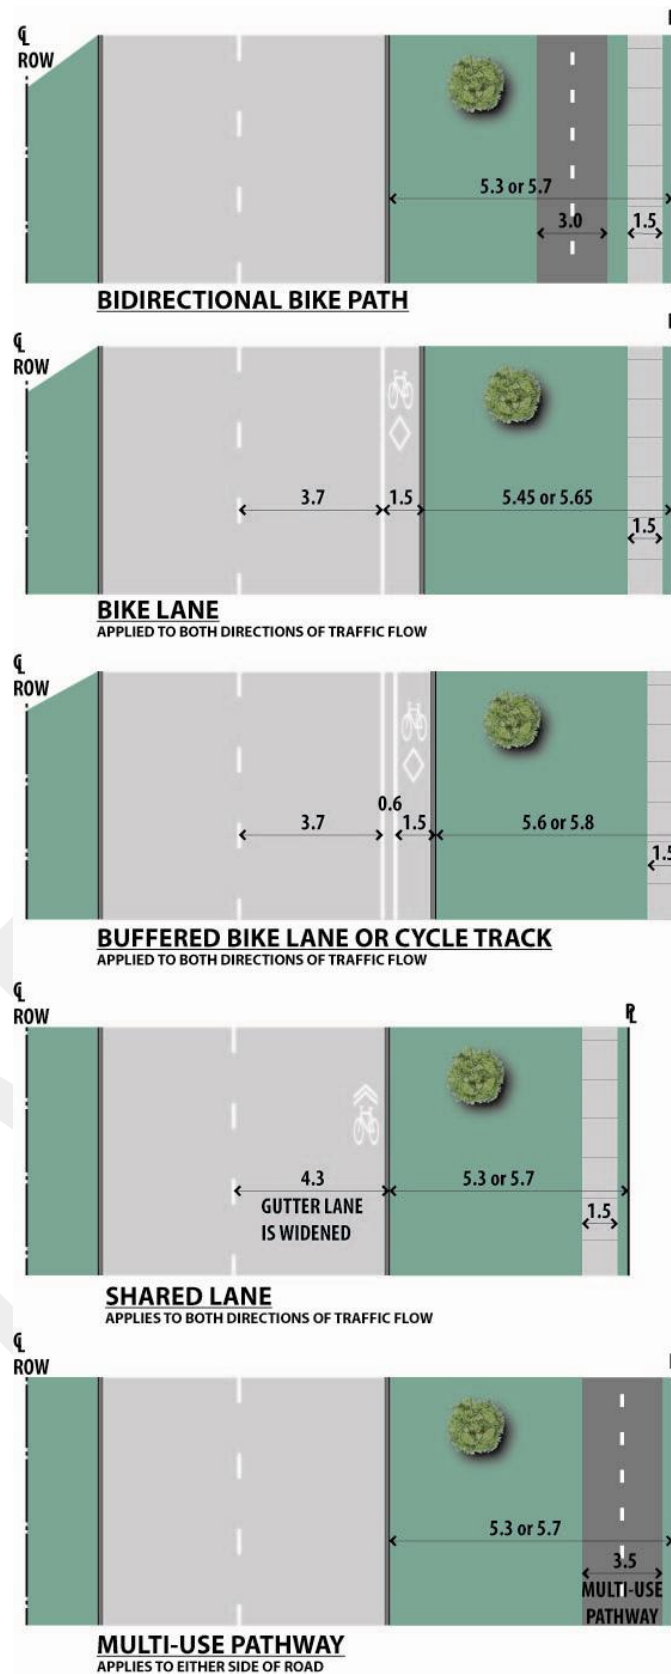 ℄
ROW
5.3 or 5.7
3.0
1.5
BIDIRECTIONAL BIKE PATH
℄
ROW
3.7
1.5
5.45 or 5.65
1.5
BIKE LANE
APPLIED TO BOTH DIRECTIONS OF TRAFFIC FLOW
℄
ROW
0.6
3.7
1.5
5.6 or 5.8
1.5
BUFFERED BIKE LANE OR CYCLE TRACK
APPLIED TO BOTH DIRECTIONS OF TRAFFIC FLOW
℄
ROW
PL
4.3
5.3 or 5.7
GUTTER LANE
IS WIDENED
1.5
SHARED LANE
APPLIES TO BOTH DIRECTIONS OF TRAFFIC FLOW
℄
ROW
5.3 or 5.7
3.5
MULTI-USE
PATHWAY
MULTI-USE PATHWAY
APPLIES TO EITHER SIDE OF ROAD